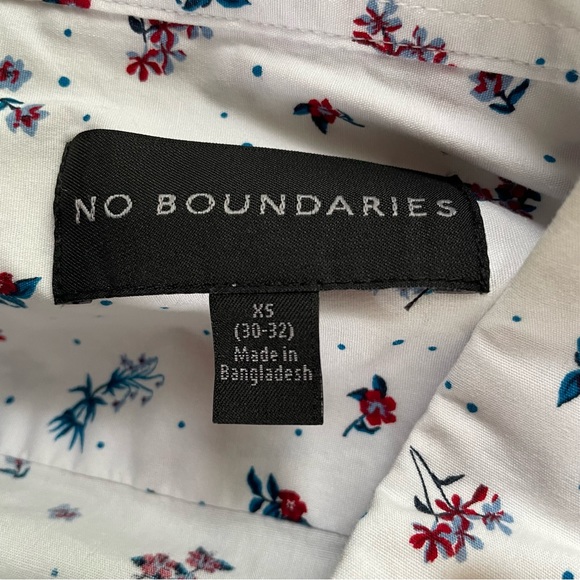 NO BOUNDARIES
XS
(30-32)
Made in
Bangladesh